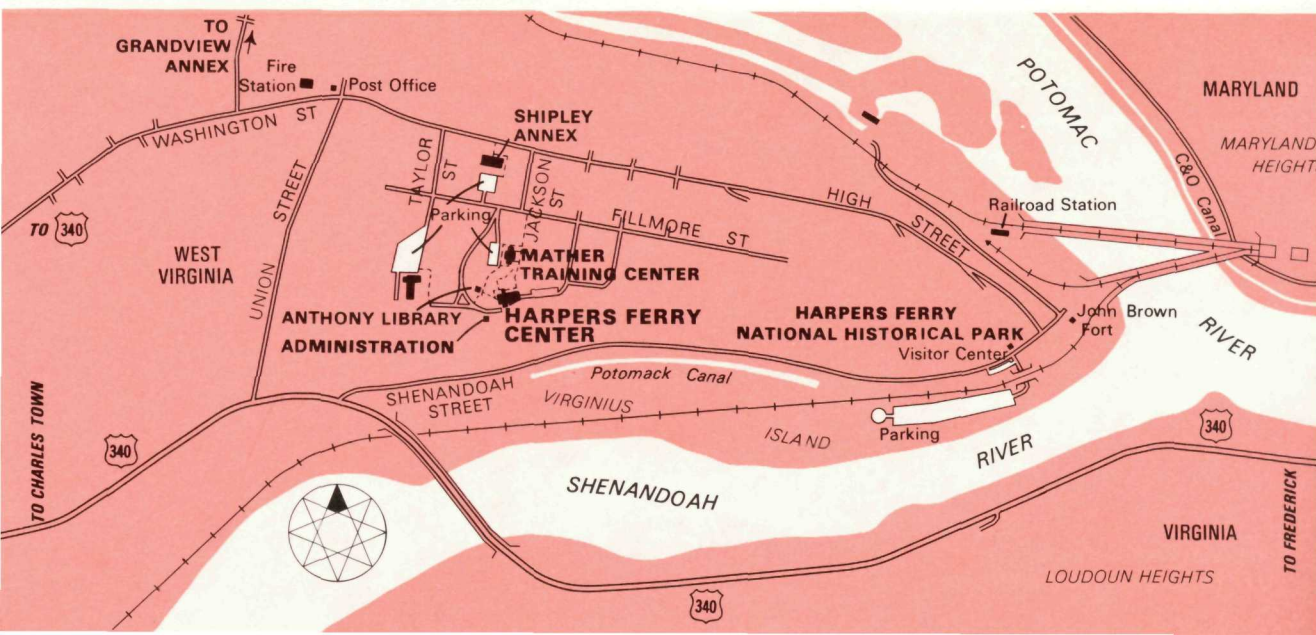 TO
GRANDVIEW
ANNEX
Fire
Station
Post Office
WASHINGTON ST
SHIPLEY
ANNEX
TAYLOR
ST
JACKSON
ST
Parking
FILLMORE ST
HIGH
STREET
POTOMAC
MARYLAND
MARYLAND
HEIGHT
C&O Canal
Railroad Station
TO 340
WEST
VIRGINIA
UNION
STREET
MATHER
TRAINING CENTER
ANTHONY LIBRARY
HARPERS FERRY
CENTER
ADMINISTRATION
HARPERS FERRY
NATIONAL HISTORICAL PARK
Visitor Center
John Brown
Fort
RIVER
Potomack Canal
SHENANDOAH
STREET
VIRGINIUS
ISLAND
Parking
TO CHARLES TOWN
340
SHENANDOAH
RIVER
340
VIRGINIA
LOUDOUN HEIGHTS
TO FREDERICK
340